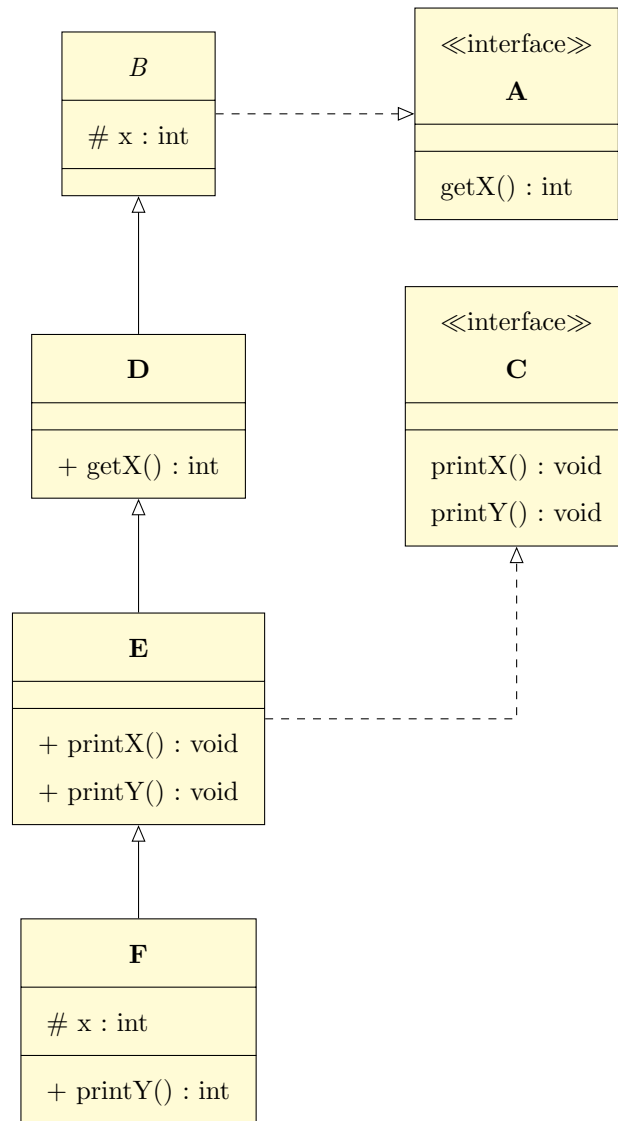 B
# x : int
≪interface≫
A
getX() : int
≪interface≫
C
printX() : void
printY() : void
D
+ getX() : int
E
+ printX() : void
+ printY() : void
F
# x : int
+ printY() : int